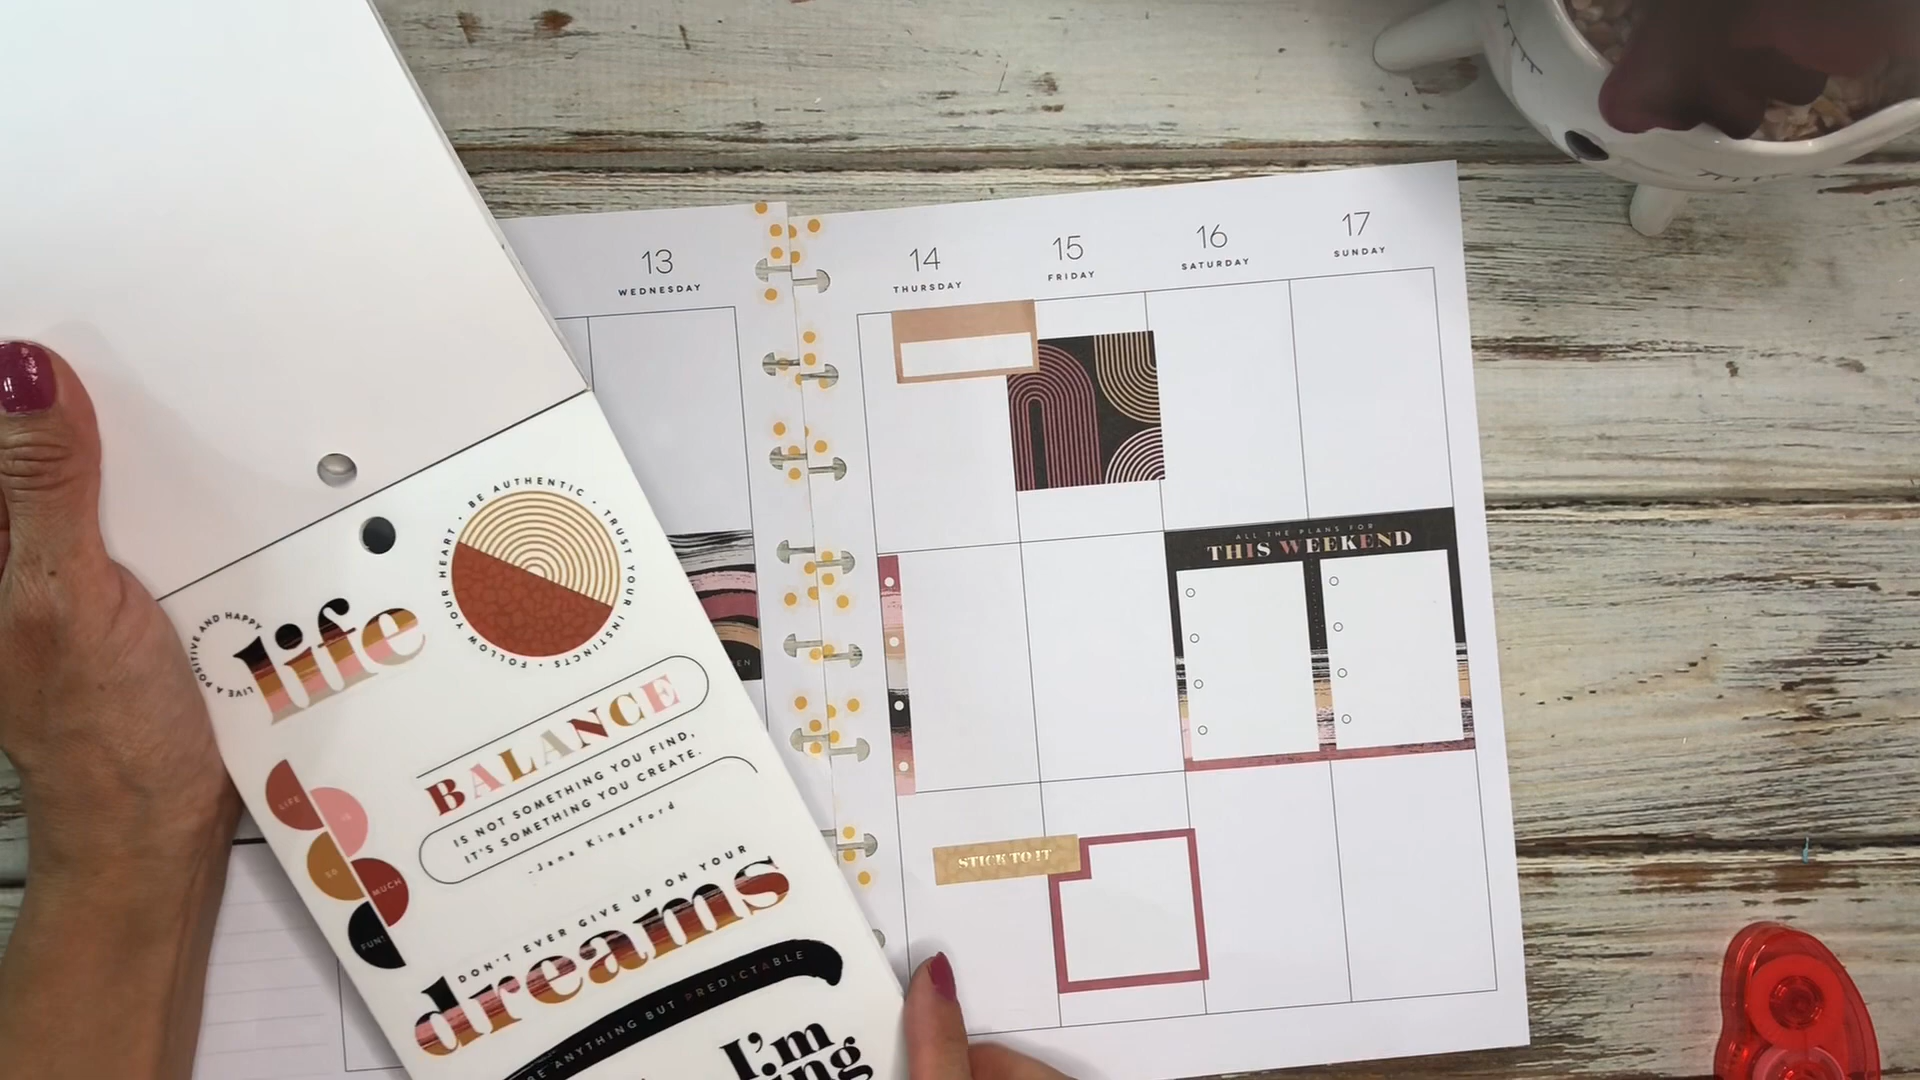 13
WEDNESDAY
14
THURSDAY
15
FRIDAY
16
SATURDAY
17
SUNDAY
ALL THE PLANS FOR
THIS WEEKEND
STICK TO IT
BE AUTHENTIC • TRUST YOUR INSTINCTS • FOLLOW YOUR HEART •
LIVE A POSITIVE AND HAPPY
life
BALANCE
IS NOT SOMETHING YOU FIND,
IT'S SOMETHING YOU CREATE.
-Jana Kingsford
LIFE
SO
MUCH
FUN!
DON'T EVER GIVE UP ON YOUR
dreams
BE ANYTHING BUT PREDICTABLE
I'm